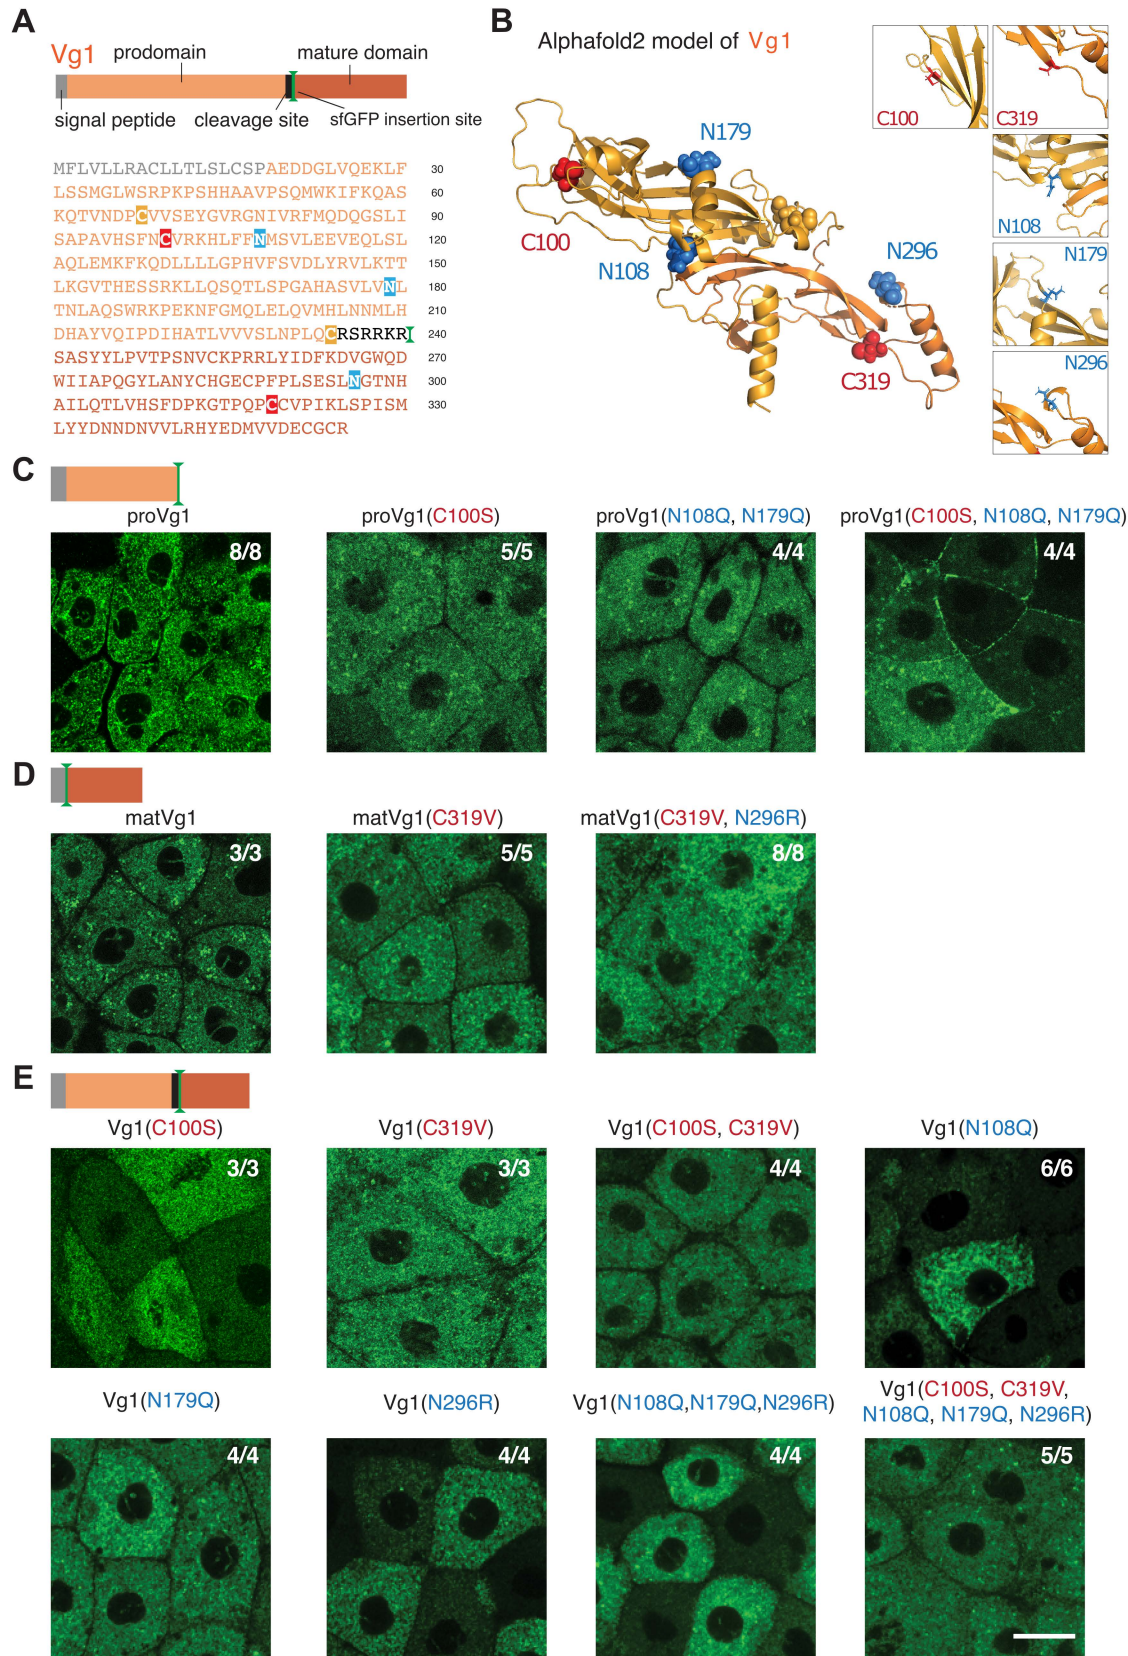 A
Vg1
prodomain
mature domain
signal peptide
cleavage site
sfGFP insertion site
MFLVLLRACLLTLSLCSPAEDDGLVQEKLF 30
LSSMGLWSRPKPSHHAAVPSQMWKIFKQAS 60
KQTVNDPCVVSEYGVRGNIVRFMQDQGSLI 90
SAPAVHSFNCVRKHLFFNMSVLEEVEQLSL 120
AQLEMKFKQDLLLLGPHVFSVDLYRVLKTT 150
LKGVTHESSRKLLQSQTLSPGAHASVLVNL 180
TNLAQSWRKPEKNFGMQLELQVMHLNNMLH 210
DHAYVQIPDIHATLVVVSLNPLQCRSRRKR 240
SASYYLPVTPSNVCKPRRLYIDFKDVGWQD 270
WIIAPQGYLANYCHGECPFPLSESLNGTNH 300
AILQTLVHSFDPKGTPQPCCVPIKLSPISM 330
LYYDNNDNVVLRHYEDMVVDECGCR
B
Alphafold2 model of Vg1
N179
C100
N108
N296
C319
C100
C319
N108
N179
N296
C
proVg1
8/8
proVg1(C100S)
5/5
proVg1(N108Q, N179Q)
4/4
proVg1(C100S, N108Q, N179Q)
4/4
D
matVg1
3/3
matVg1(C319V)
5/5
matVg1(C319V, N296R)
8/8
E
Vg1(C100S)
3/3
Vg1(C319V)
3/3
Vg1(C100S, C319V)
4/4
Vg1(N108Q)
6/6
Vg1(N179Q)
4/4
Vg1(N296R)
4/4
Vg1(N108Q,N179Q,N296R)
4/4
Vg1(C100S, C319V,
N108Q, N179Q, N296R)
5/5